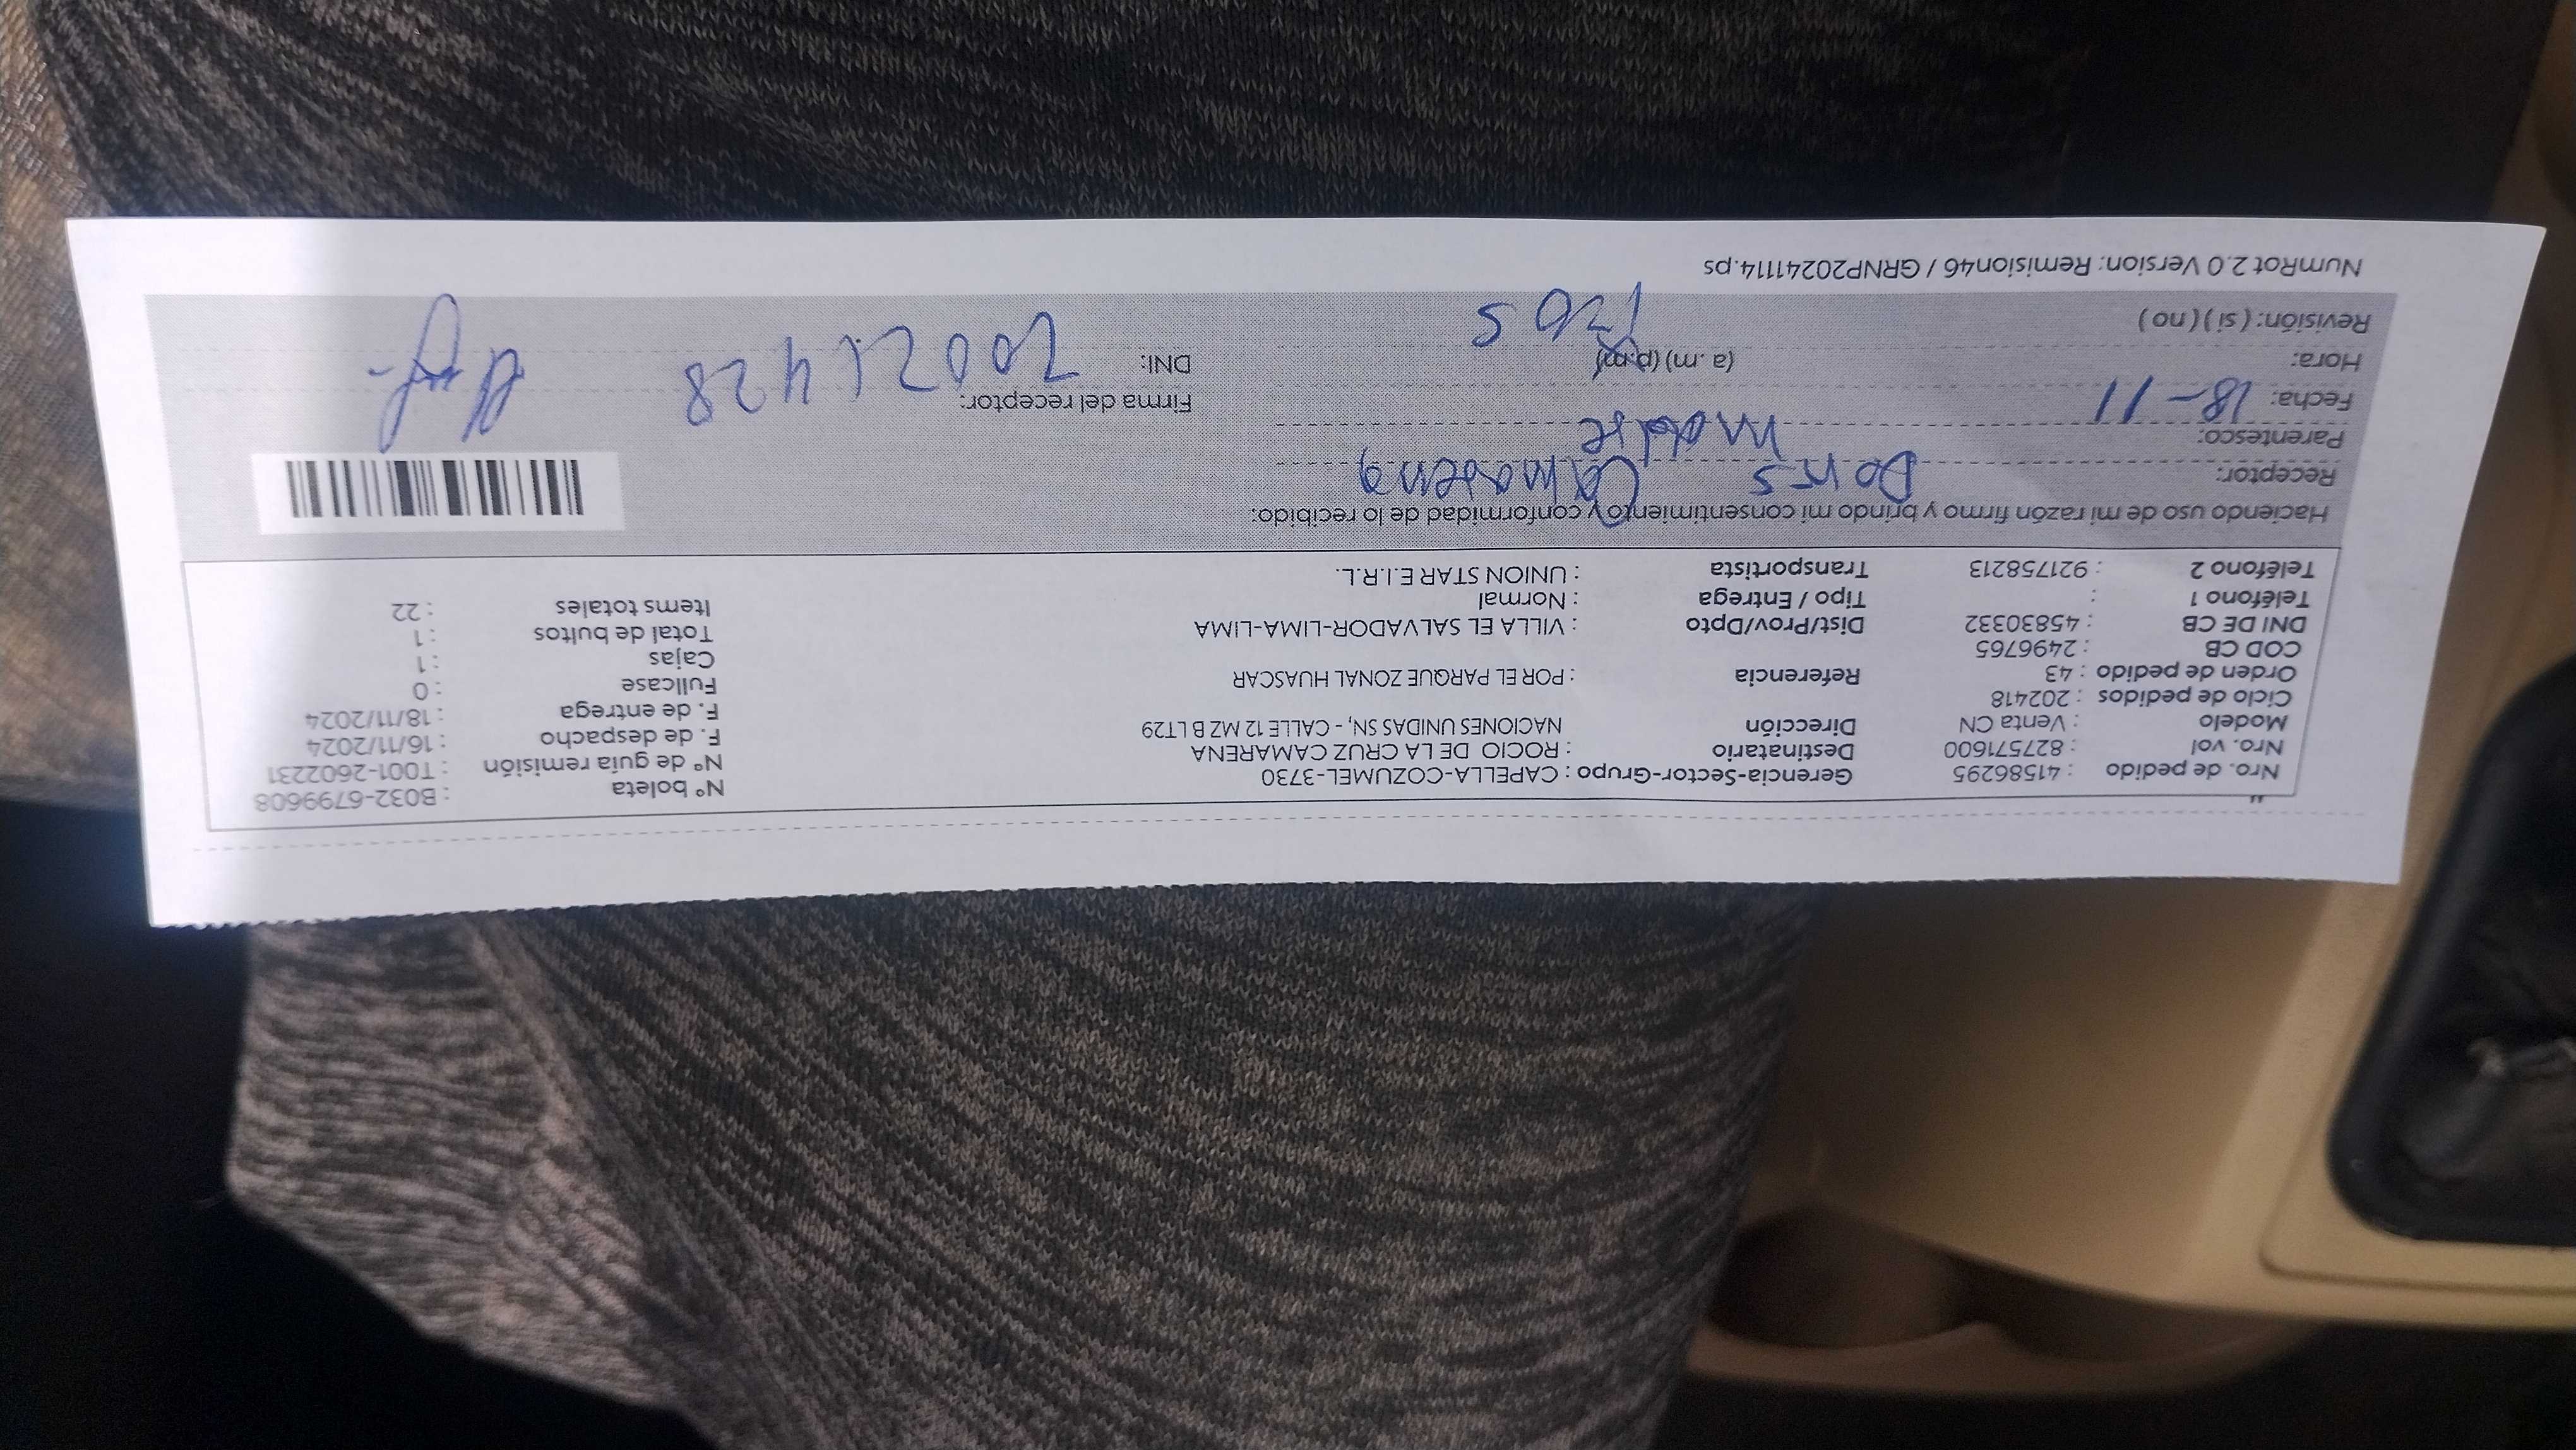 Nro. de pedido : 41586295 Gerencia-Sector-Grupo : CAPELLA-COZUMEL-3730 N° boleta : B032-6799608
Nro. vol : 827571600 Destinatario : ROCIO DE LA CRUZ CAMARENA N° de guía remisión : T001-2602231
Modelo : Venta CN Dirección NACIONES UNIDAS SN, - CALLE 12 MZ B LT29 F. de despacho : 16/11/2024
Ciclo de pedidos : 202418 F. de entrega : 18/11/2024
Orden de pedido : 43 Referencia : POR EL PARQUE ZONAL HUASCAR Fullcase : 0
COD CB : 2496765 Cajas : 1
DNI DE CB : 45830332 Dist/Prov/Dpto : VILLA EL SALVADOR-LIMA-LIMA Total de bultos : 1
Teléfono 1 : Tipo / Entrega : Normal Items totales : 22
Teléfono 2 : 921758213 Transportista : UNION STAR E.I.R.L.
Haciendo uso de mi razón firmo y brindo mi consentimiento y conformidad de lo recibido:
Receptor: Doris Camarena
Parentesco: madre
Fecha: 18-11 Firma del receptor:
Hora: (a.m) (p.m) DNI: 20021428
Revisión: ( si ) ( no )
NumRot 2.0 Version: Remision46 / GRNP20241114.ps